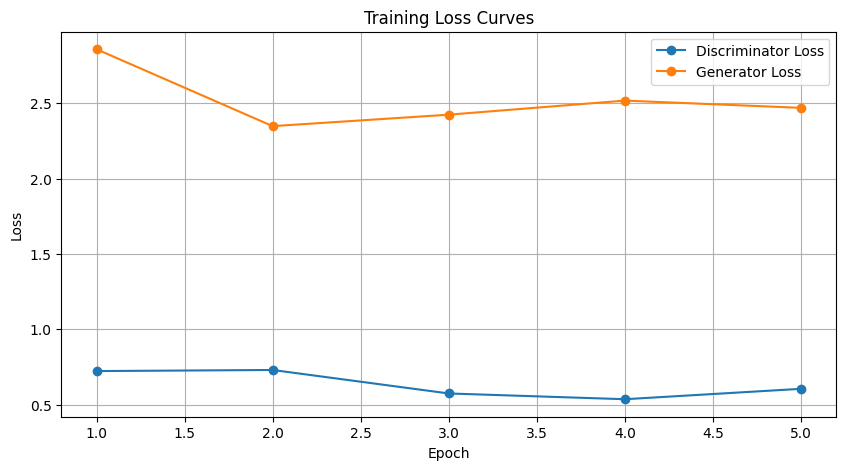 Training Loss Curves
Discriminator Loss
Generator Loss
2.5
2.0
1.5
1.0
0.5
Loss
1.0 1.5 2.0 2.5 3.0 3.5 4.0 4.5 5.0
Epoch